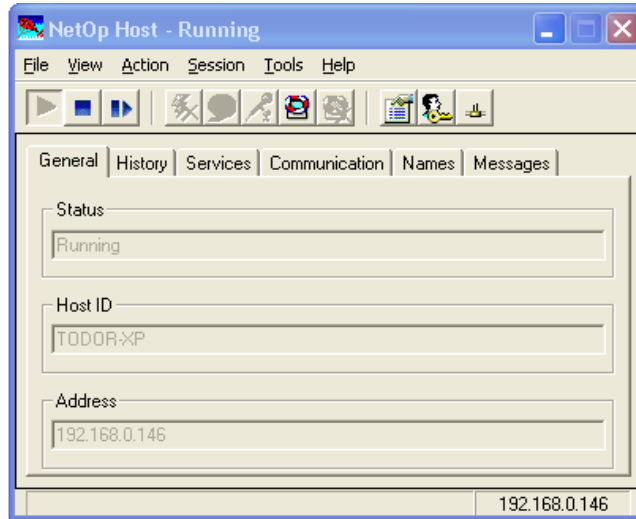 NetOp Host - Running
File View Action Session Tools Help
General History Services Communication Names Messages
Status
Running
Host ID
TODOR-XP
Address
192.168.0.146
192.168.0.146